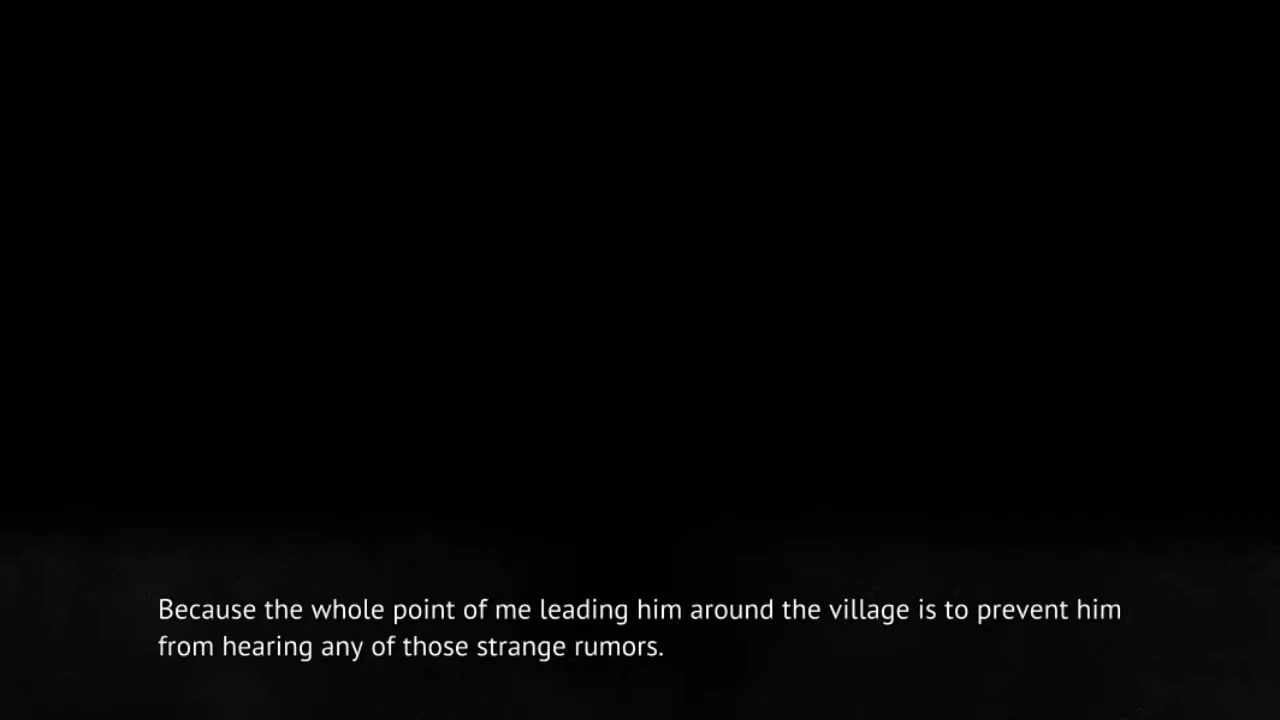 Because the whole point of me leading him around the village is to prevent him
from hearing any of those strange rumors.